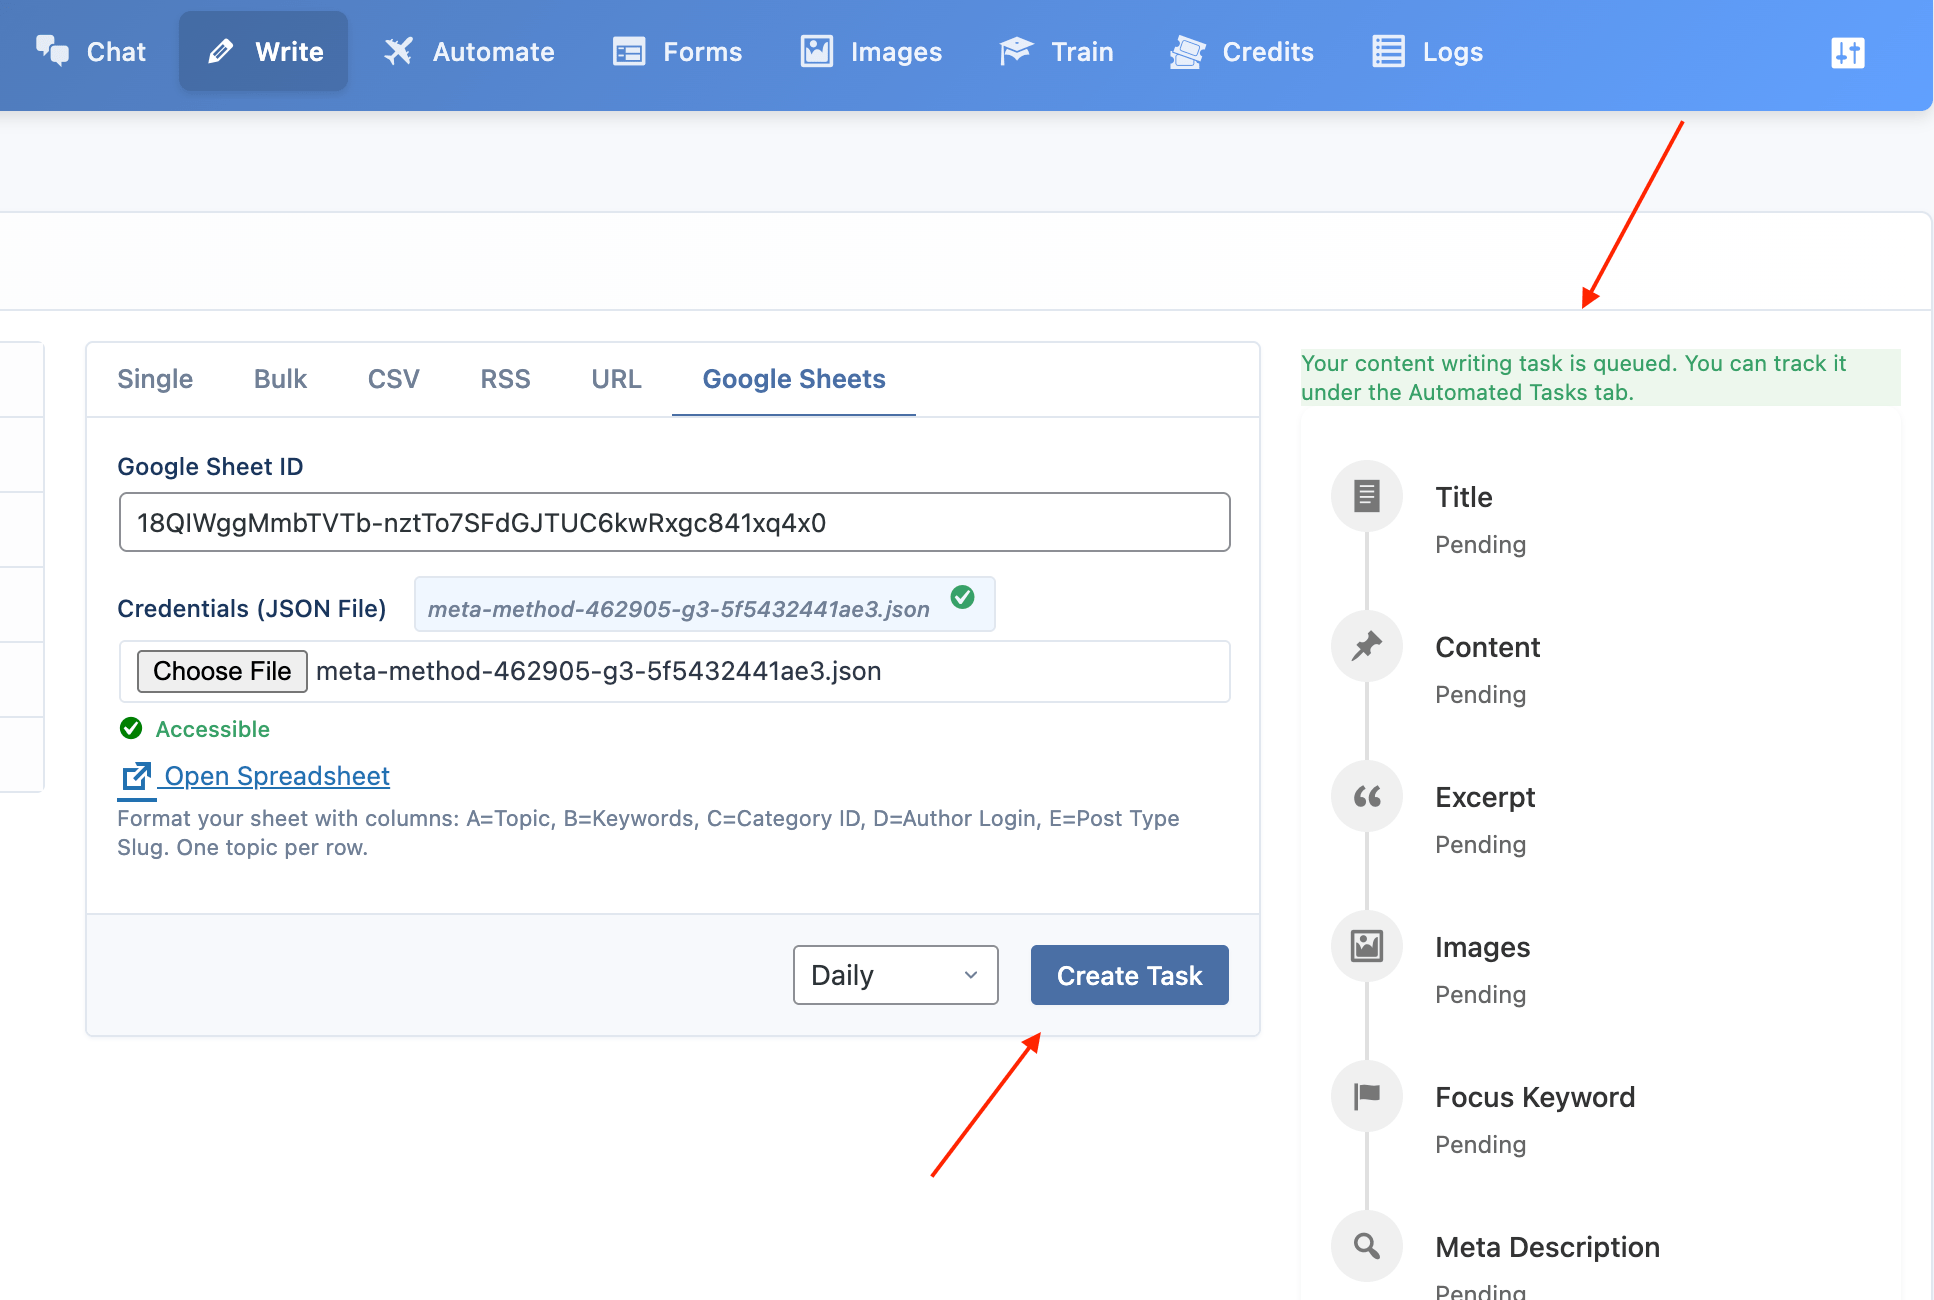 Chat
Write
Automate
Forms
Images
Train
Credits
Logs
Single
Bulk
CSV
RSS
URL
Google Sheets
Google Sheet ID
18QIWggMmbTVTb-nztTo7SFdGJTUC6kwRxgc841xq4x0
Credentials (JSON File)
meta-method-462905-g3-5f5432441ae3.json
Choose File
meta-method-462905-g3-5f5432441ae3.json
Accessible
Open Spreadsheet
Format your sheet with columns: A=Topic, B=Keywords, C=Category ID, D=Author Login, E=Post Type
Slug. One topic per row.
Daily
Create Task
Your content writing task is queued. You can track it
under the Automated Tasks tab.
Title
Pending
Content
Pending
Excerpt
Pending
Images
Pending
Focus Keyword
Pending
Meta Description
Pending